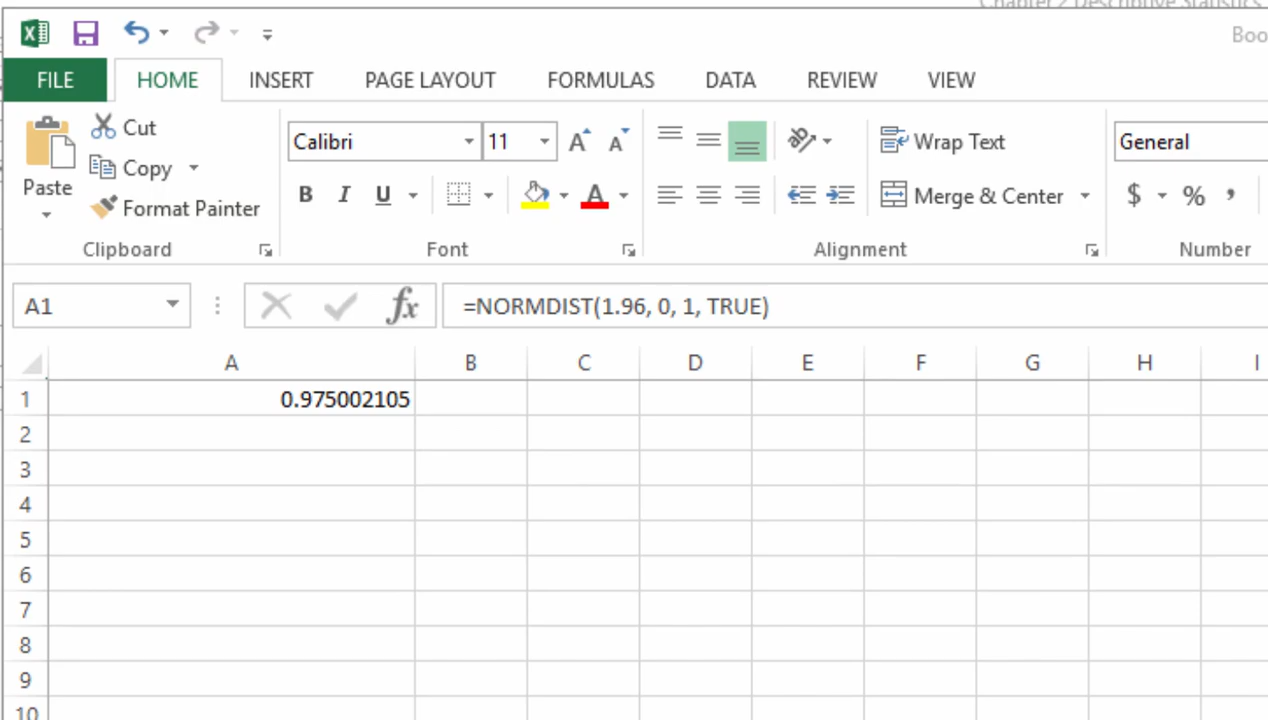 Chapter 2 Descriptive Statistics
Boo
FILE HOME INSERT PAGE LAYOUT FORMULAS DATA REVIEW VIEW
Cut
Copy
Format Painter
Paste
Clipboard
Calibri 11 A A
B I U A
Font
Wrap Text
Merge & Center
Alignment
General
$ % ,
Number
A1 fx =NORMDIST(1.96, 0, 1, TRUE)
A B C D E F G H I
1 0.975002105
2
3
4
5
6
7
8
9
10